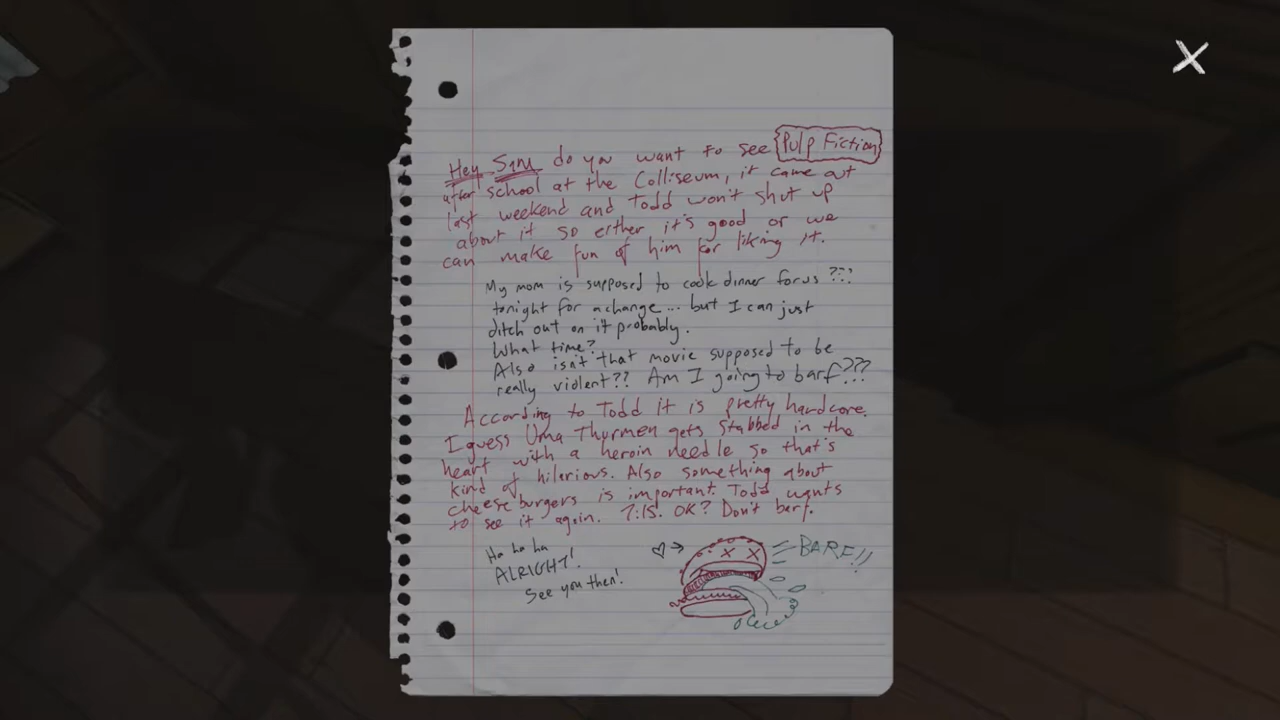 Hey Sam do you want to see Pulp Fiction
after school at the Colliseum, it came out
last weekend and Todd won't shut up
about it so either it's good or we
can make fun of him for liking it.
My mom is supposed to cook dinner for us ???
tonight for a change... but I can just
ditch out on it probably.
What time?
Also isn't that movie supposed to be
really violent?? Am I going to barf???
According to Todd it is pretty hardcore.
I guess Uma Thurmen gets stabbed in the
heart with a heroin needle so that's
kind of hilarious. Also something about
cheeseburgers is important. Todd wants
to see it again. 7:15. OK? Don't barf.
Ha ha ha
ALRIGHT!
See you then!
BARF!!